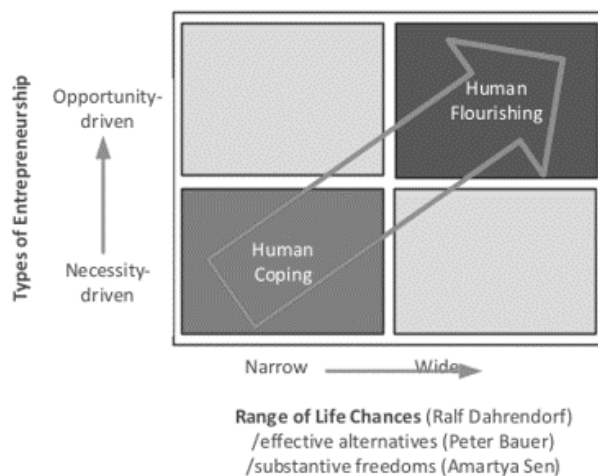 Types of Entrepreneurship
Opportunity-
driven
Necessity-
driven
Human
Flourishing
Human
Coping
Narrow
Wide
Range of Life Chances (Ralf Dahrendorf)
/effective alternatives (Peter Bauer)
/substantive freedoms (Amartya Sen)